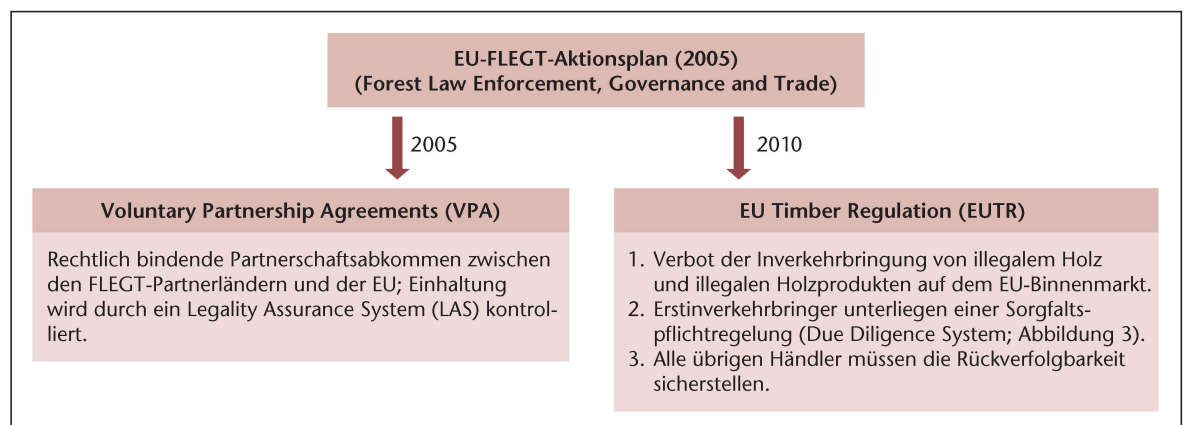 EU-FLEGT-Aktionsplan (2005)
(Forest Law Enforcement, Governance and Trade)
2005
2010
Voluntary Partnership Agreements (VPA)
Rechtlich bindende Partnerschaftsabkommen zwischen
den FLEGT-Partnerländern und der EU; Einhaltung
wird durch ein Legality Assurance System (LAS) kontrol-
liert.
EU Timber Regulation (EUTR)
1. Verbot der Inverkehrbringung von illegalem Holz
und illegalen Holzprodukten auf dem EU-Binnenmarkt.
2. Erstinverkehrbringer unterliegen einer Sorgfalts-
pflichtregelung (Due Diligence System; Abbildung 3).
3. Alle übrigen Händler müssen die Rückverfolgbarkeit
sicherstellen.